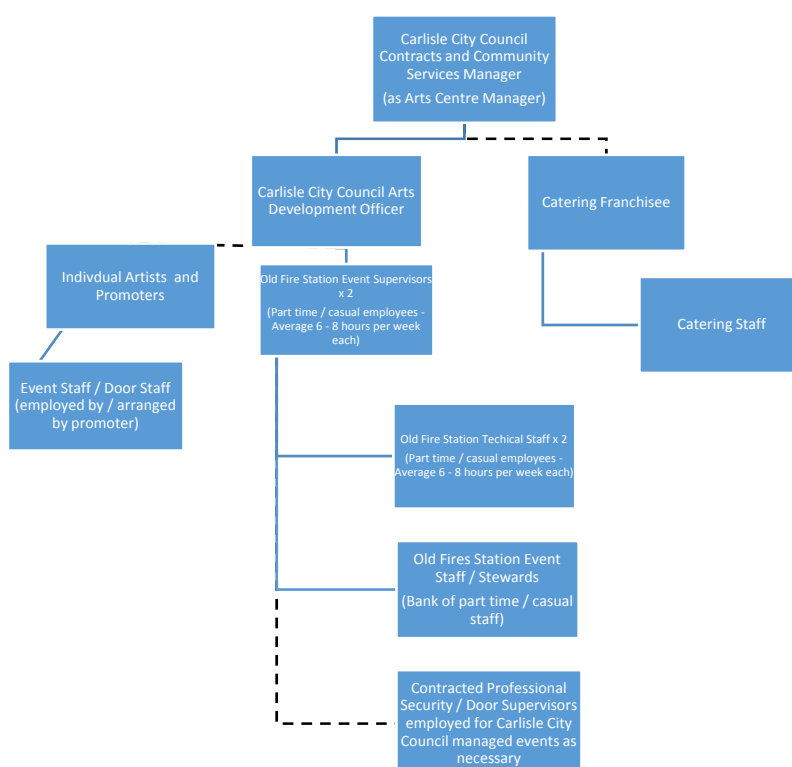 Carlisle City Council
Contracts and Community
Services Manager
(as Arts Centre Manager)
Carlisle City Council Arts
Development Officer
Catering Franchisee
Indivdual Artists and
Promoters
Old Fire Station Event Supervisors
x 2
(Part time / casual employees -
Average 6 - 8 hours per week
each)
Catering Staff
Event Staff / Door Staff
(employed by / arranged
by promoter)
Old Fire Station Techical Staff x 2
(Part time / casual employees -
Average 6 - 8 hours per week each)
Old Fires Station Event
Staff / Stewards
(Bank of part time / casual
staff)
Contracted Professional
Security / Door Supervisors
employed for Carlisle City
Council managed events as
necessary